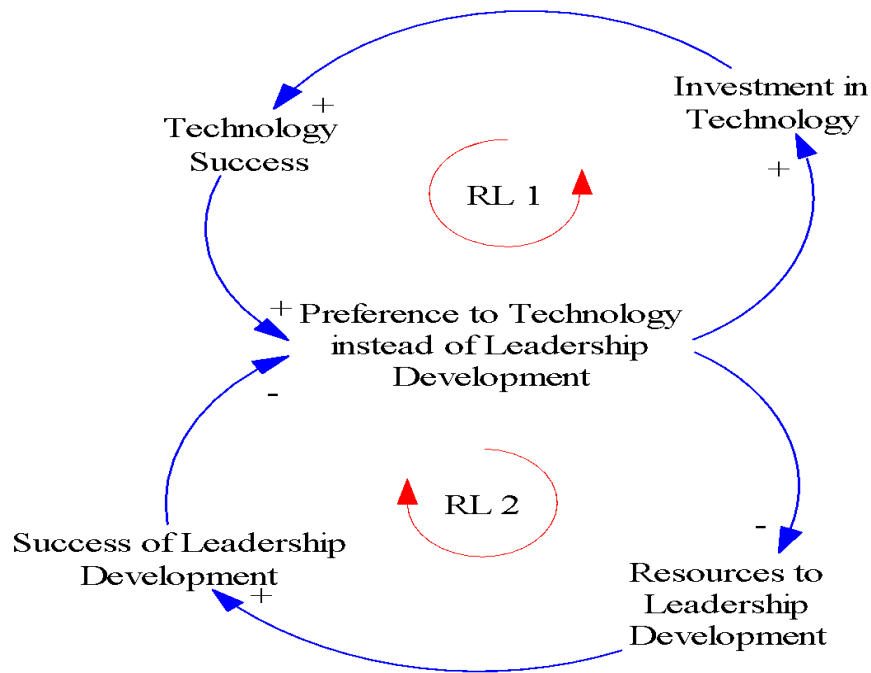 Investment in
Technology
+
Technology
Success
+
RL 1
+
Preference to Technology
instead of Leadership
Development
-
RL 2
-
Success of Leadership
Development
+
Resources to
Leadership
Development